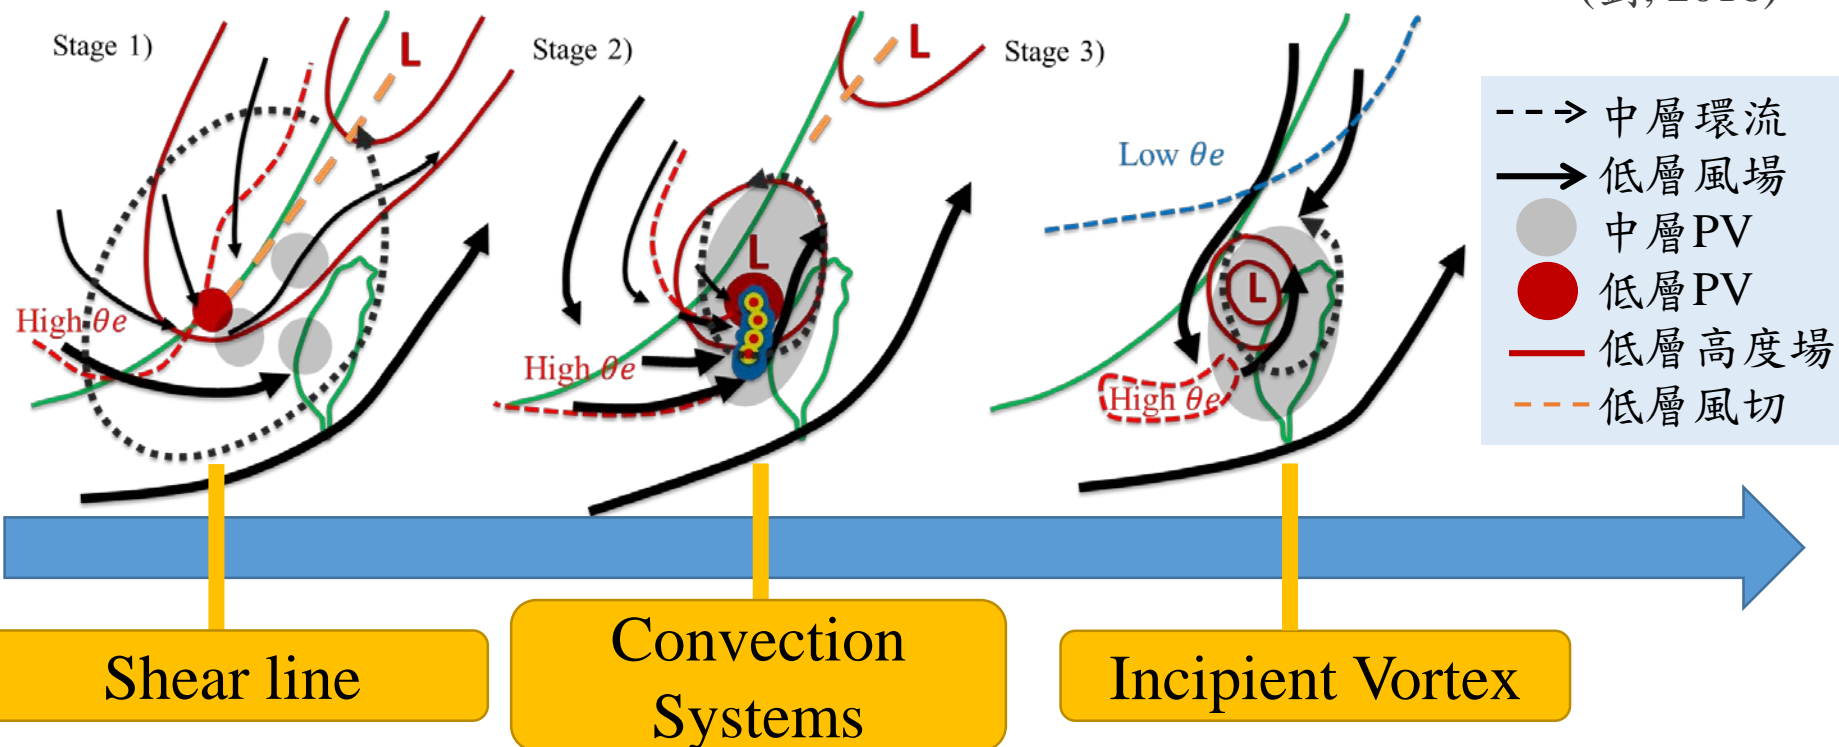 Stage 1)
L
High θe
Stage 2)
L
L
High θe
Stage 3)
Low θe
L
High θe
中層環流
低層風場
中層PV
低層PV
低層高度場
低層風切
Shear line
Convection
Systems
Incipient Vortex